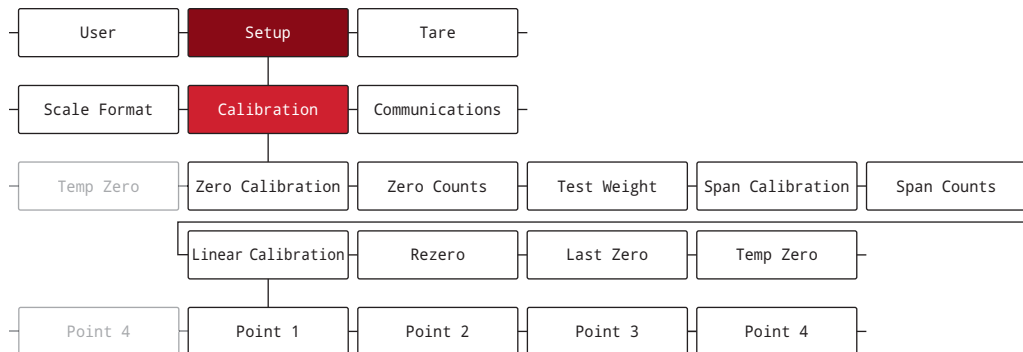 User Setup Tare
Scale Format Calibration Communications
Temp Zero Zero Calibration Zero Counts Test Weight Span Calibration Span Counts
Linear Calibration Rezero Last Zero Temp Zero
Point 4 Point 1 Point 2 Point 3 Point 4